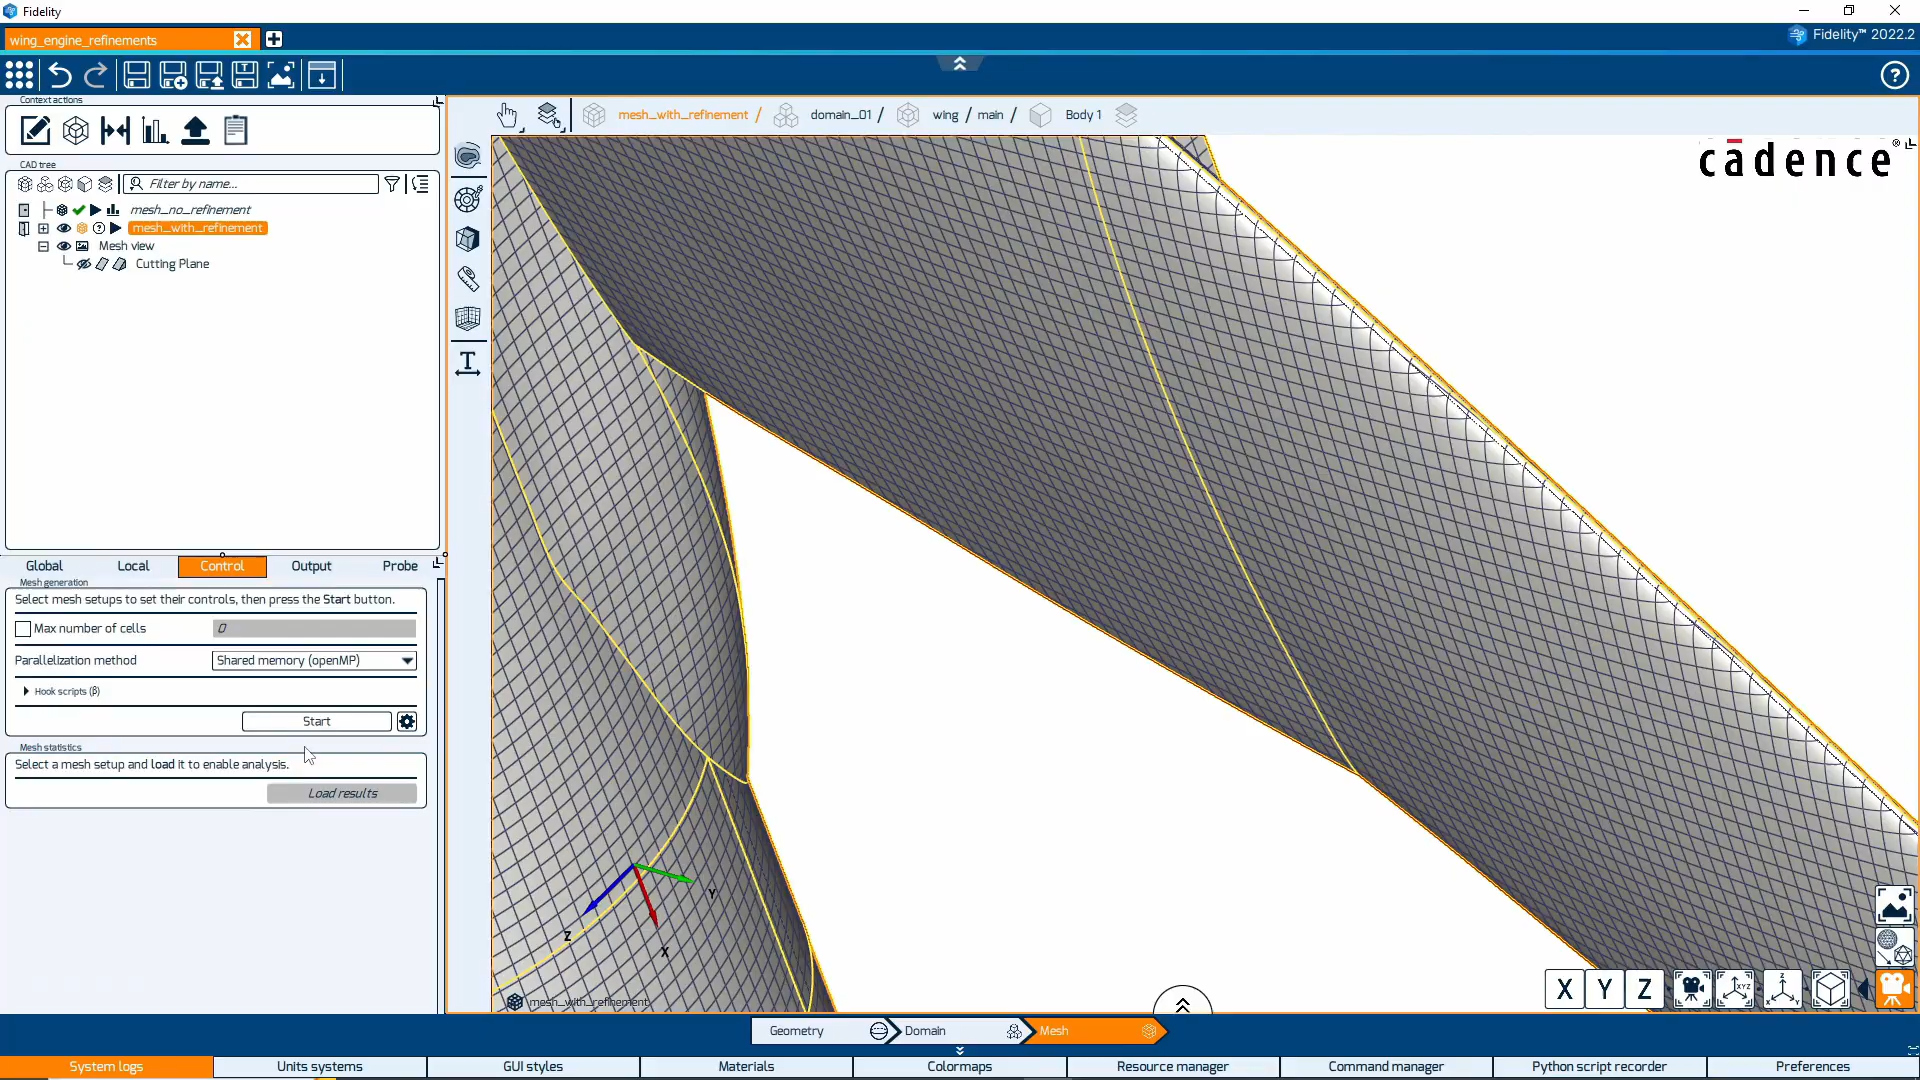 Fidelity
wing_engine_refinements
Fidelity™ 2022.2
?
Context actions
CAD tree
Filter by name...
mesh_no_refinement
mesh_with_refinement
Mesh view
Cutting Plane
mesh_with_refinement / domain_01 / wing / main / Body 1
cādence®
T
Global Local Control Output Probe
Mesh generation
Select mesh setups to set their controls, then press the Start button.
Max number of cells 0
Parallelization method Shared memory (openMP)
Hook scripts (β)
Start
Mesh statistics
Select a mesh setup and load it to enable analysis.
Load results
Y
Z
X
mesh_with_refinement
X Y Z
Geometry Domain Mesh
System logs Units systems GUI styles Materials Colormaps Resource manager Command manager Python script recorder Preferences